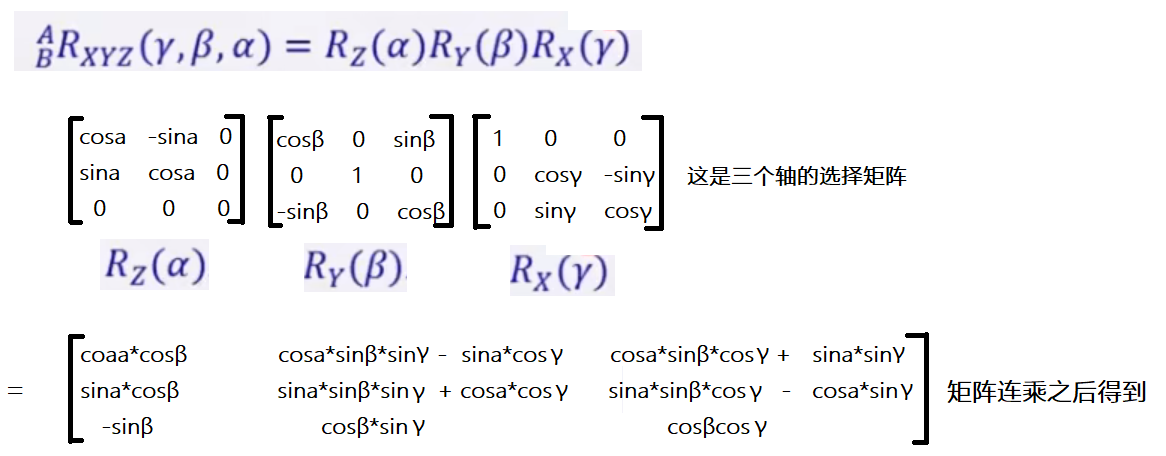 ᴬ_BR_XYZ(γ, β, α) = R_Z(α)R_Y(β)R_X(γ)
cosa -sina 0 cosβ 0 sinβ 1 0 0
sina cosa 0 0 1 0 0 cosγ -sinγ 这是三个轴的选择矩阵
0 0 0 -sinβ 0 cosβ 0 sinγ cosγ
R_Z(α) R_Y(β) R_X(γ)
coaa*cosβ cosa*sinβ*sinγ - sina*cosγ cosa*sinβ*cosγ + sina*sinγ
= sina*cosβ sina*sinβ*sinγ + cosa*cosγ sina*sinβ*cosγ - cosa*sinγ 矩阵连乘之后得到
-sinβ cosβ*sinγ cosβcosγ